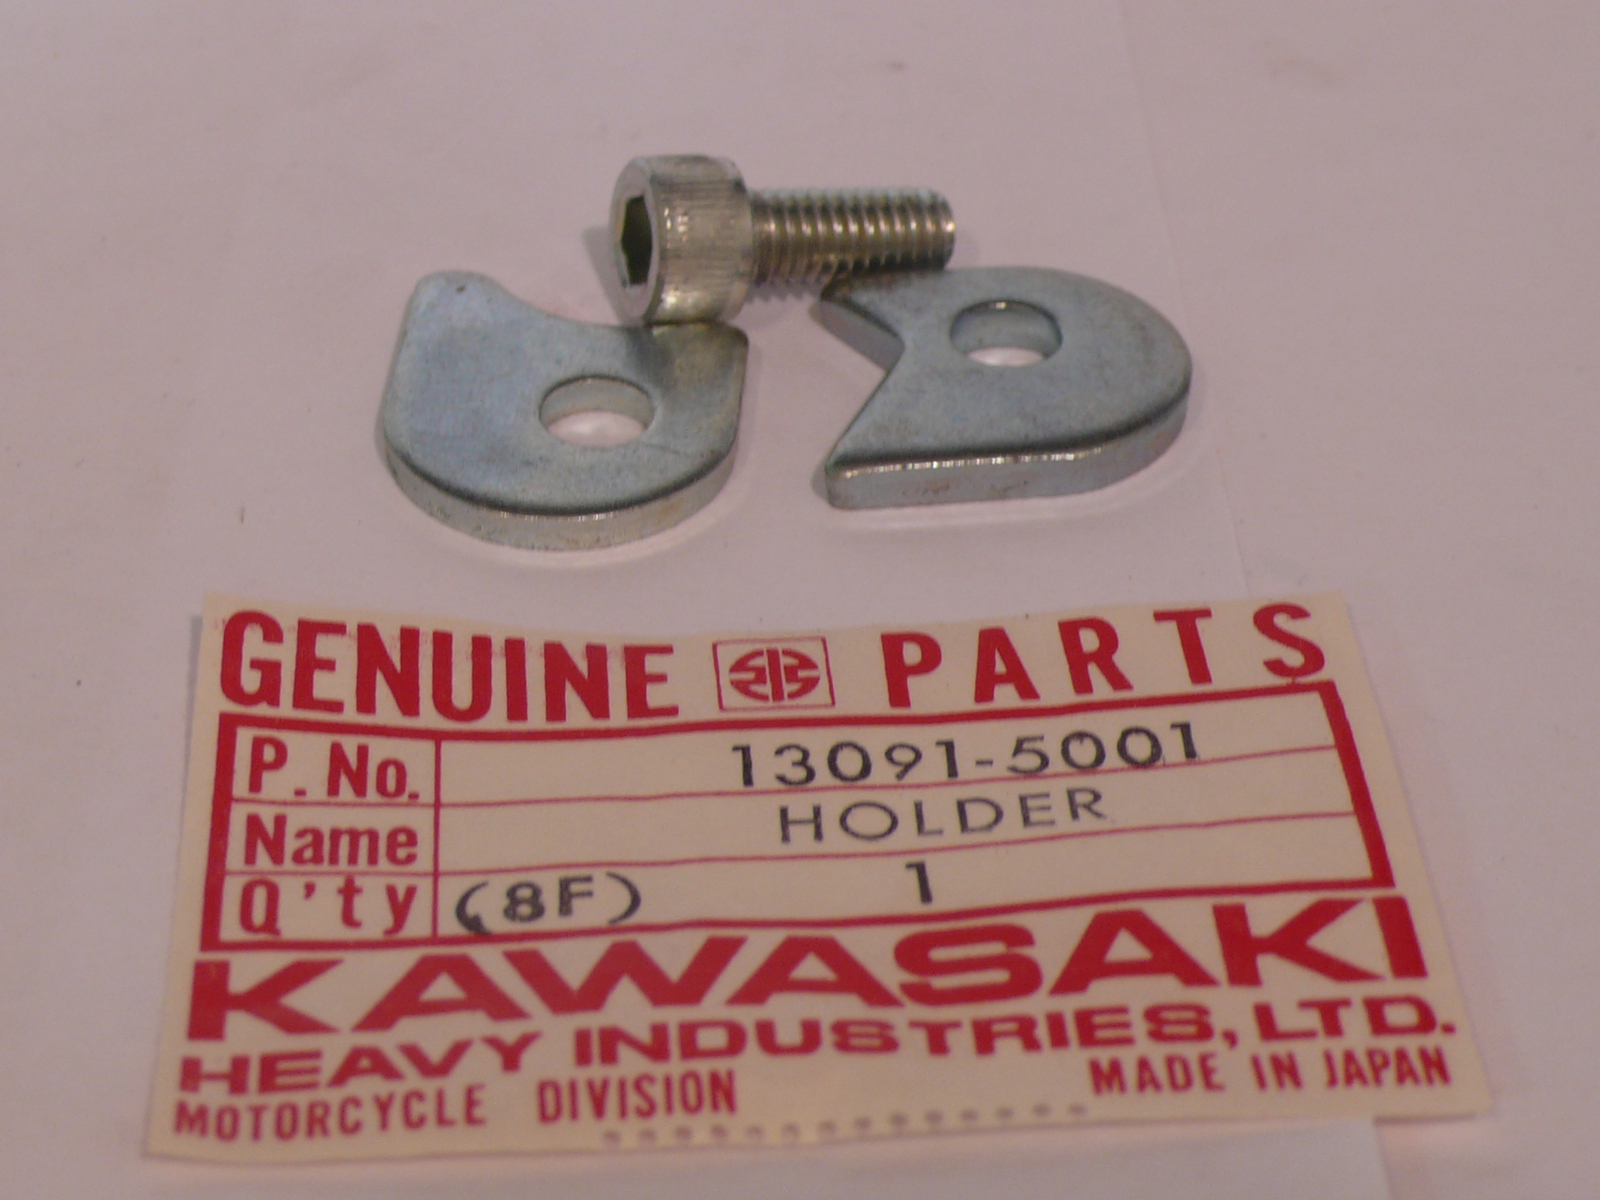 GENUINE PARTS
P. No. 13091-5001
Name HOLDER
Q'ty (8F) 1
KAWASAKI
HEAVY INDUSTRIES, LTD.
MOTORCYCLE DIVISION MADE IN JAPAN